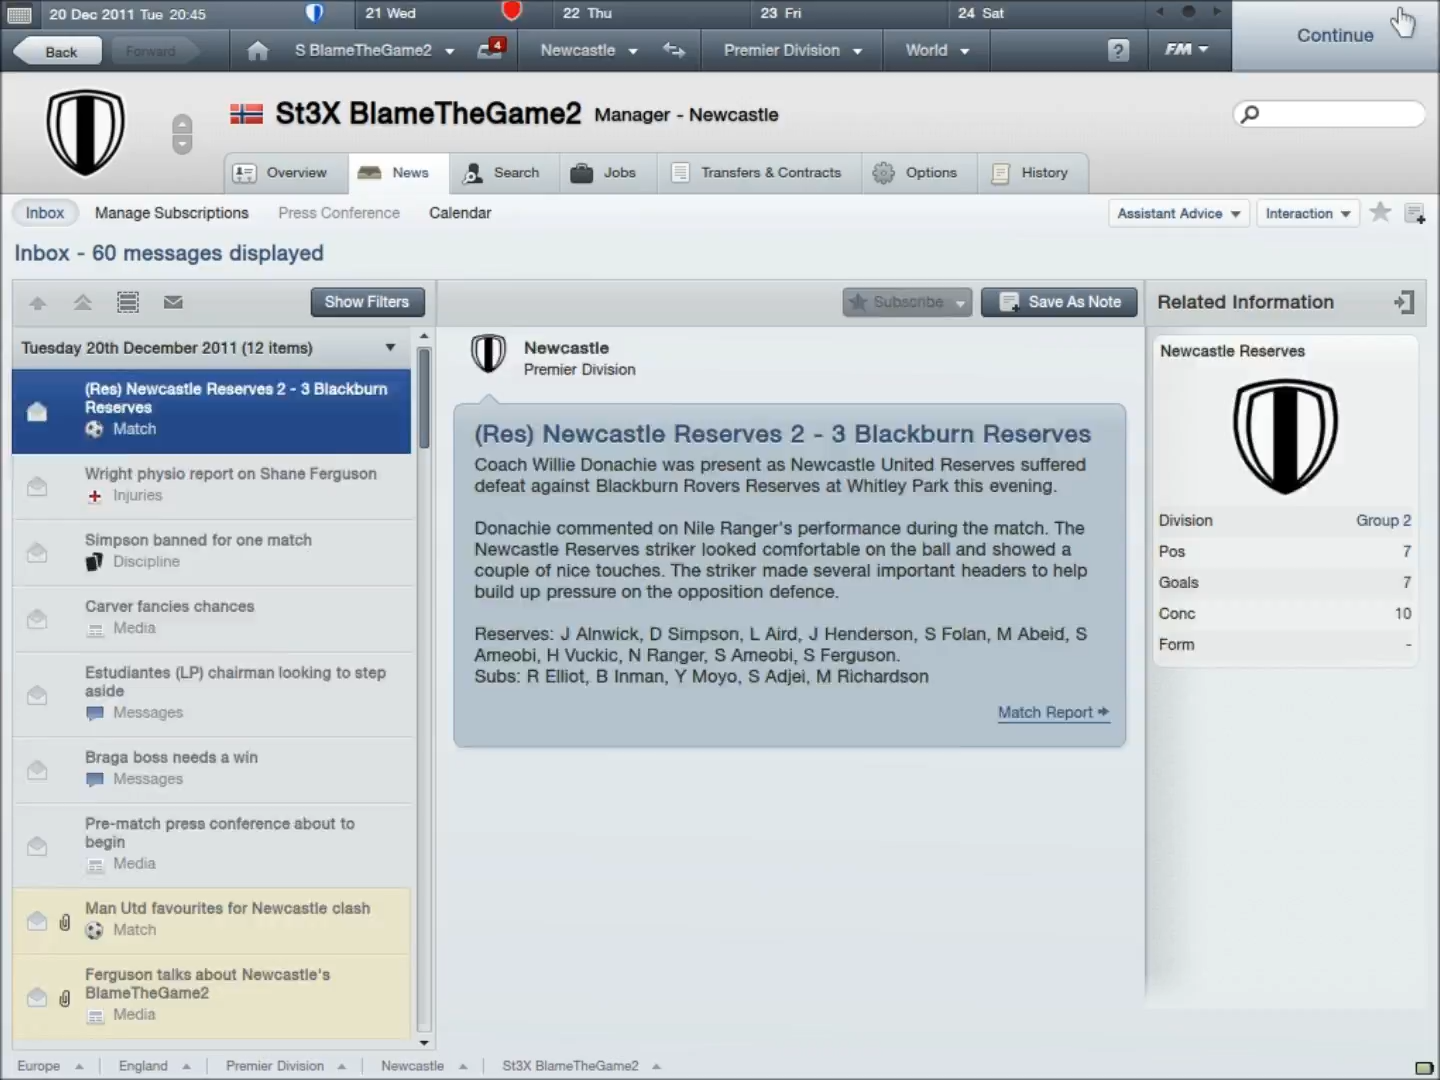 20 Dec 2011 Tue 20:45
21 Wed
22 Thu
23 Fri
24 Sat
Continue
Back
Forward
S BlameTheGame2
4
Newcastle
Premier Division
World
?
FM
St3X BlameTheGame2 Manager - Newcastle
Overview
News
Search
Jobs
Transfers & Contracts
Options
History
Inbox
Manage Subscriptions
Press Conference
Calendar
Assistant Advice
Interaction
Inbox - 60 messages displayed
Show Filters
Subscribe
Save As Note
Related Information
Tuesday 20th December 2011 (12 items)
(Res) Newcastle Reserves 2 - 3 Blackburn
Reserves
Match
Wright physio report on Shane Ferguson
Injuries
Simpson banned for one match
Discipline
Carver fancies chances
Media
Estudiantes (LP) chairman looking to step
aside
Messages
Braga boss needs a win
Messages
Pre-match press conference about to
begin
Media
Man Utd favourites for Newcastle clash
Match
Ferguson talks about Newcastle's
BlameTheGame2
Media
Newcastle
Premier Division
(Res) Newcastle Reserves 2 - 3 Blackburn Reserves
Coach Willie Donachie was present as Newcastle United Reserves suffered
defeat against Blackburn Rovers Reserves at Whitley Park this evening.
Donachie commented on Nile Ranger's performance during the match. The
Newcastle Reserves striker looked comfortable on the ball and showed a
couple of nice touches. The striker made several important headers to help
build up pressure on the opposition defence.
Reserves: J Alnwick, D Simpson, L Aird, J Henderson, S Folan, M Abeid, S
Ameobi, H Vuckic, N Ranger, S Ameobi, S Ferguson.
Subs: R Elliot, B Inman, Y Moyo, S Adjei, M Richardson
Match Report
Newcastle Reserves
Division Group 2
Pos 7
Goals 7
Conc 10
Form -
Europe
England
Premier Division
Newcastle
St3X BlameTheGame2